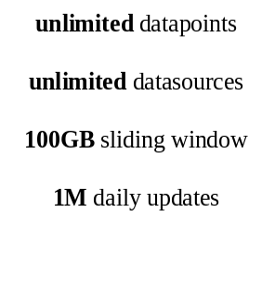 unlimited datapoints
unlimited datasources
100GB sliding window
1M daily updates